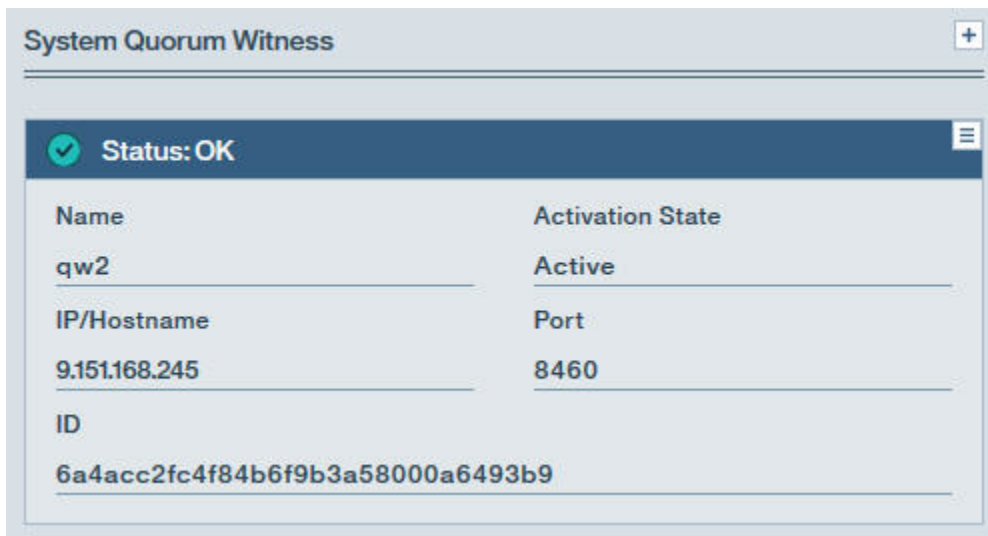 System Quorum Witness
Status: OK
Name
Activation State
qw2
Active
IP/Hostname
Port
9.151.168.245
8460
ID
6a4acc2fc4f84b6f9b3a58000a6493b9